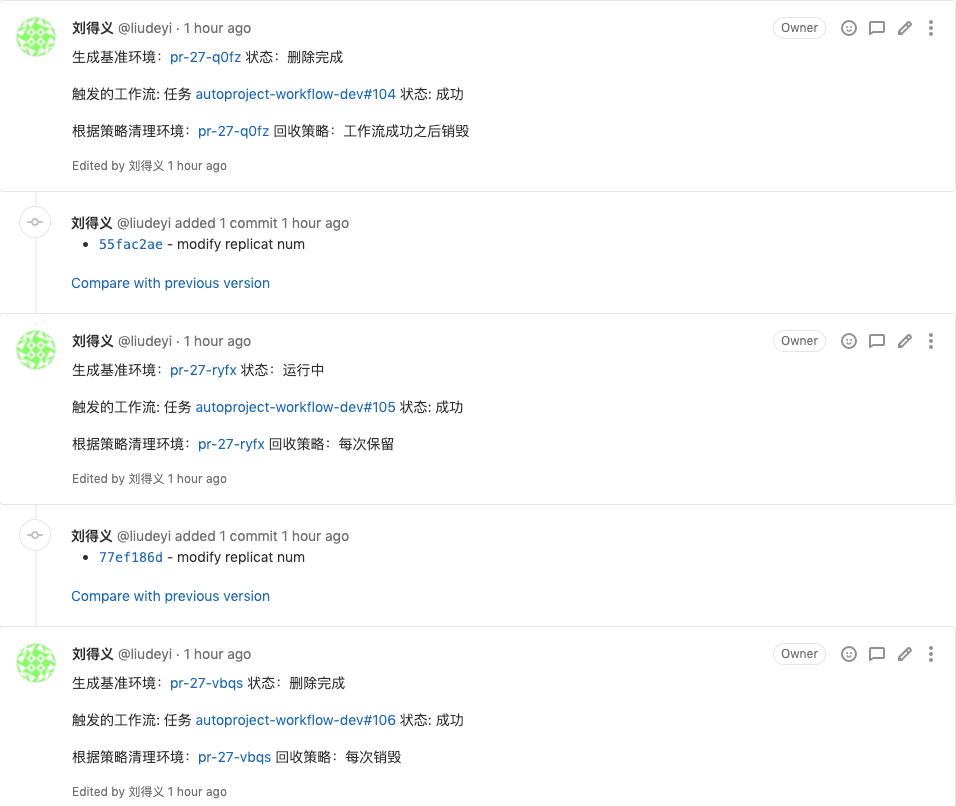 刘得义 @liudeyi · 1 hour ago Owner
生成基准环境：pr-27-q0fz 状态：删除完成
触发的工作流: 任务 autoproject-workflow-dev#104 状态: 成功
根据策略清理环境：pr-27-q0fz 回收策略：工作流成功之后销毁
Edited by 刘得义 1 hour ago
刘得义 @liudeyi added 1 commit 1 hour ago
• 55fac2ae - modify replicat num
Compare with previous version
刘得义 @liudeyi · 1 hour ago Owner
生成基准环境：pr-27-ryfx 状态：运行中
触发的工作流: 任务 autoproject-workflow-dev#105 状态: 成功
根据策略清理环境：pr-27-ryfx 回收策略：每次保留
Edited by 刘得义 1 hour ago
刘得义 @liudeyi added 1 commit 1 hour ago
• 77ef186d - modify replicat num
Compare with previous version
刘得义 @liudeyi · 1 hour ago Owner
生成基准环境：pr-27-vbqs 状态：删除完成
触发的工作流: 任务 autoproject-workflow-dev#106 状态: 成功
根据策略清理环境：pr-27-vbqs 回收策略：每次销毁
Edited by 刘得义 1 hour ago